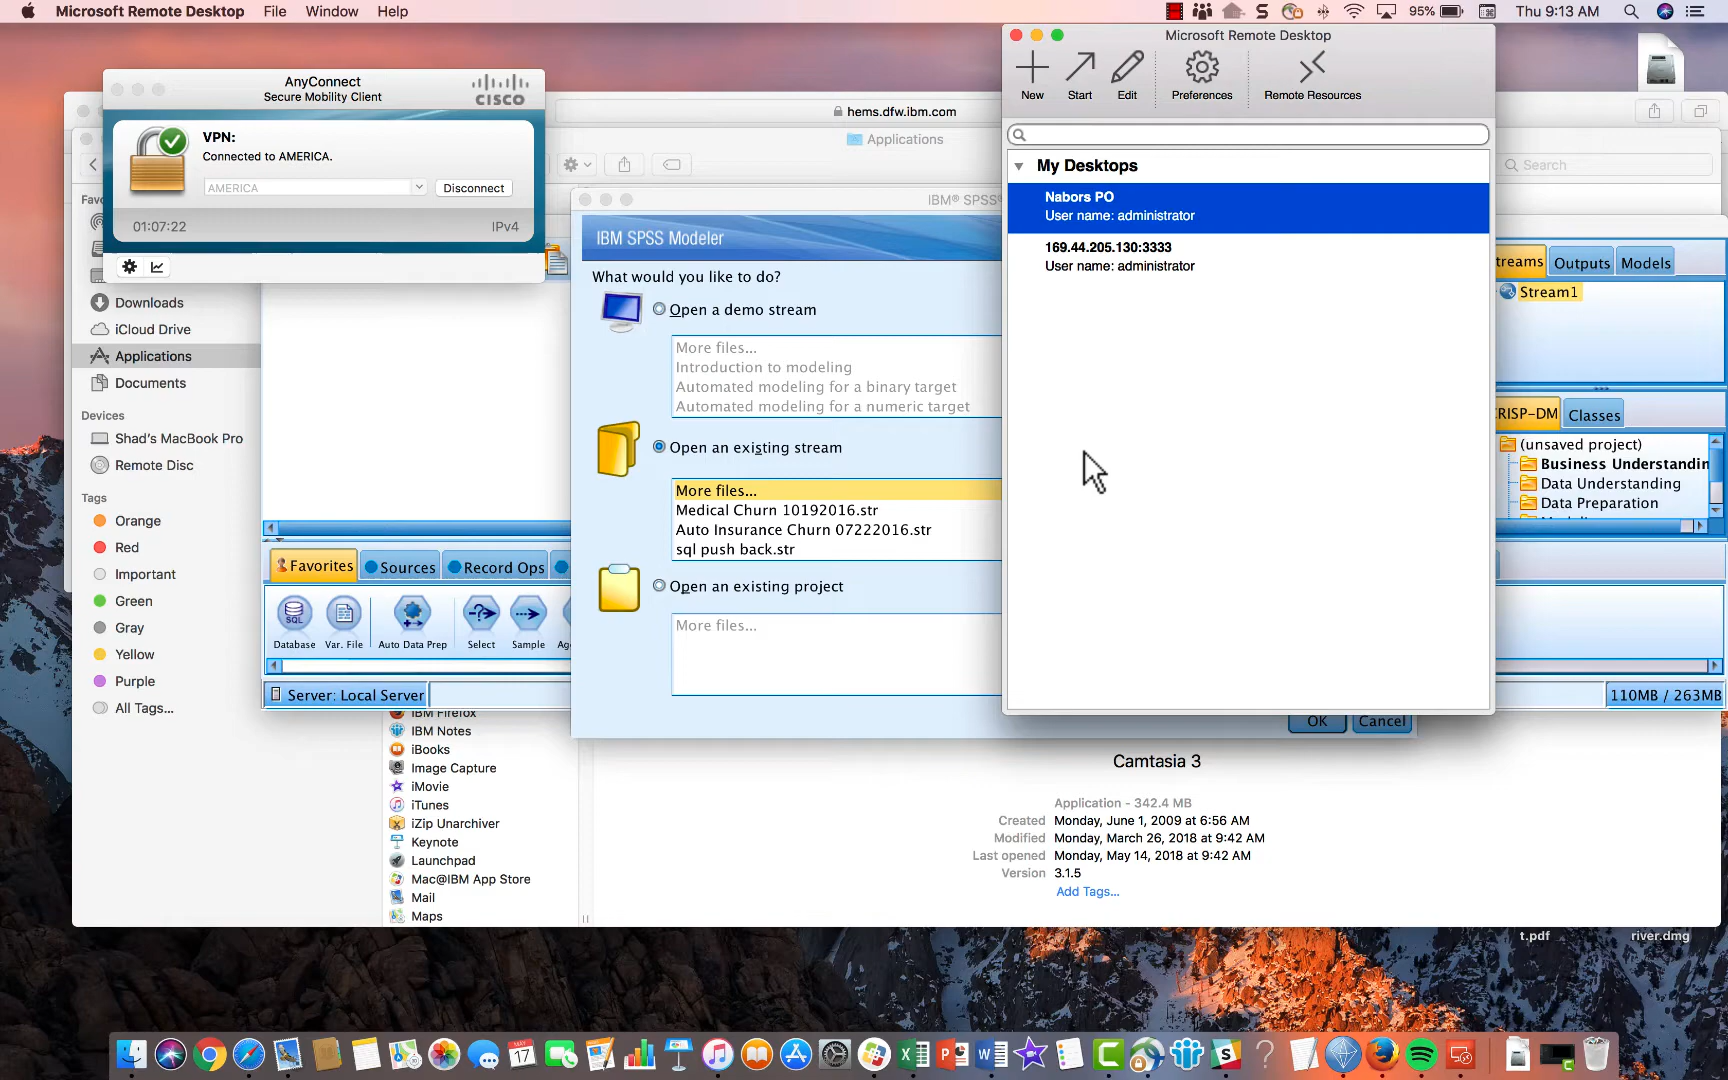 Microsoft Remote Desktop File Window Help
95% Thu 9:13 AM
Microsoft Remote Desktop
New Start Edit Preferences Remote Resources
My Desktops
Nabors PO
User name: administrator
169.44.205.130:3333
User name: administrator
AnyConnect
Secure Mobility Client
CISCO
VPN:
Connected to AMERICA.
AMERICA Disconnect
01:07:22 IPv4
hems.dfw.ibm.com
Applications
Search
Downloads
iCloud Drive
Applications
Documents
Devices
Shad's MacBook Pro
Remote Disc
Tags
Orange
Red
Important
Green
Gray
Yellow
Purple
All Tags...
IBM® SPSS®
IBM SPSS Modeler
What would you like to do?
Open a demo stream
More files...
Introduction to modeling
Automated modeling for a binary target
Automated modeling for a numeric target
Open an existing stream
More files...
Medical Churn 10192016.str
Auto Insurance Churn 07222016.str
sql push back.str
Open an existing project
More files...
OK Cancel
Favorites Sources Record Ops
SQL
Database Var. File Auto Data Prep Select Sample
Server: Local Server
Outputs Models
Stream1
Classes
(unsaved project)
Business Understandin
Data Understanding
Data Preparation
110MB / 263MB
IBM Firefox
IBM Notes
iBooks
Image Capture
iMovie
iTunes
iZip Unarchiver
Keynote
Launchpad
Mac@IBM App Store
Mail
Maps
Camtasia 3
Application - 342.4 MB
Created Monday, June 1, 2009 at 6:56 AM
Modified Monday, March 26, 2018 at 9:42 AM
Last opened Monday, May 14, 2018 at 9:42 AM
Version 3.1.5
Add Tags...
t.pdf river.dmg
MAY
17